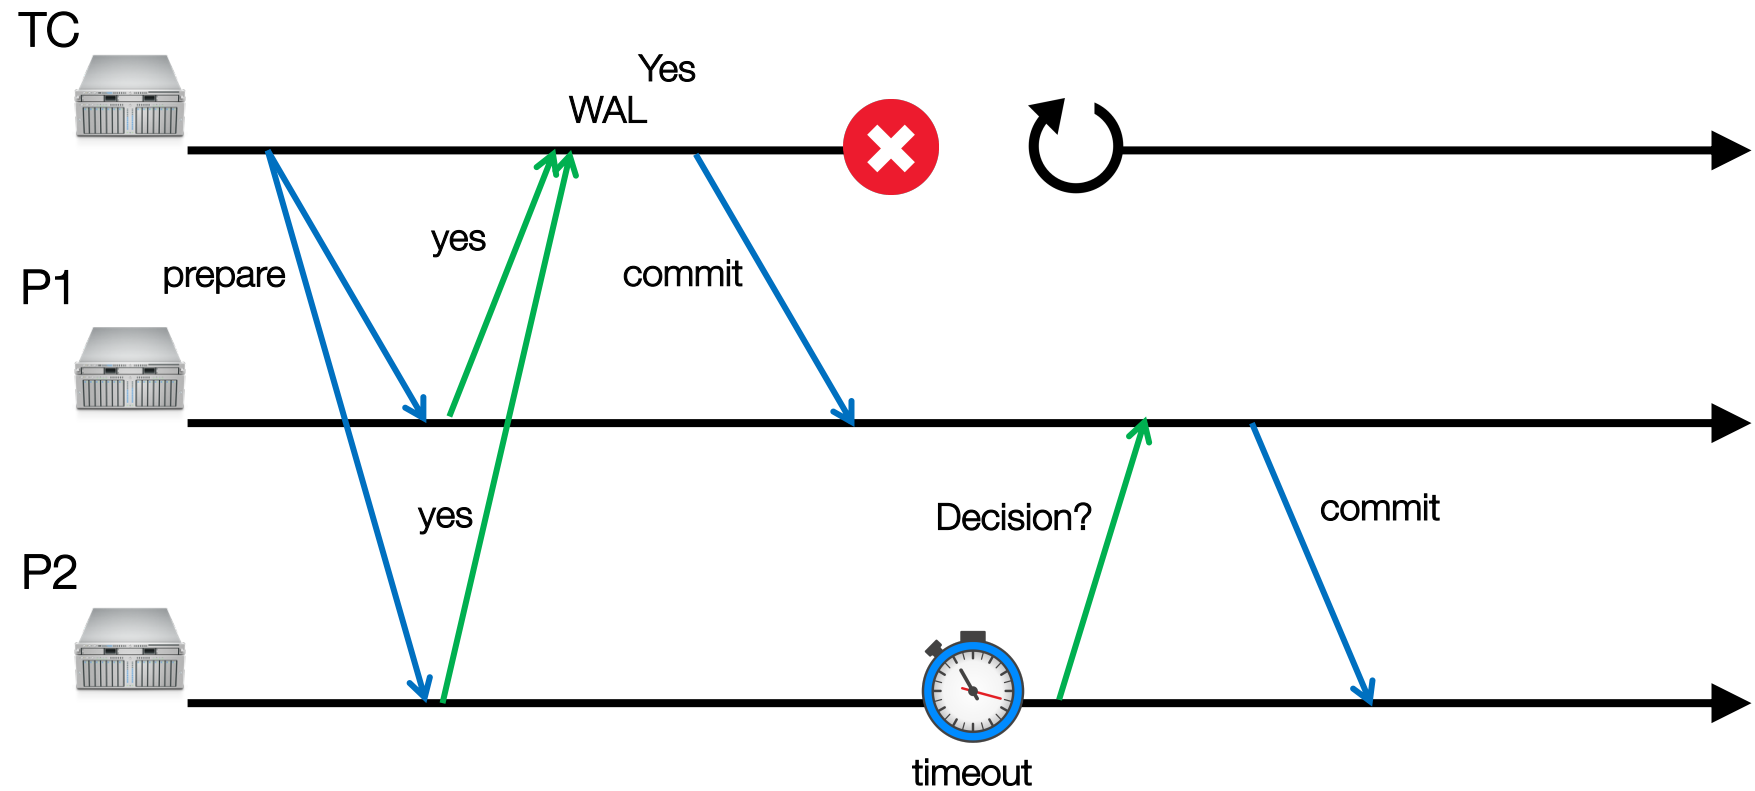 TC
Yes
WAL
yes
prepare
commit
P1
yes
Decision?
commit
P2
timeout